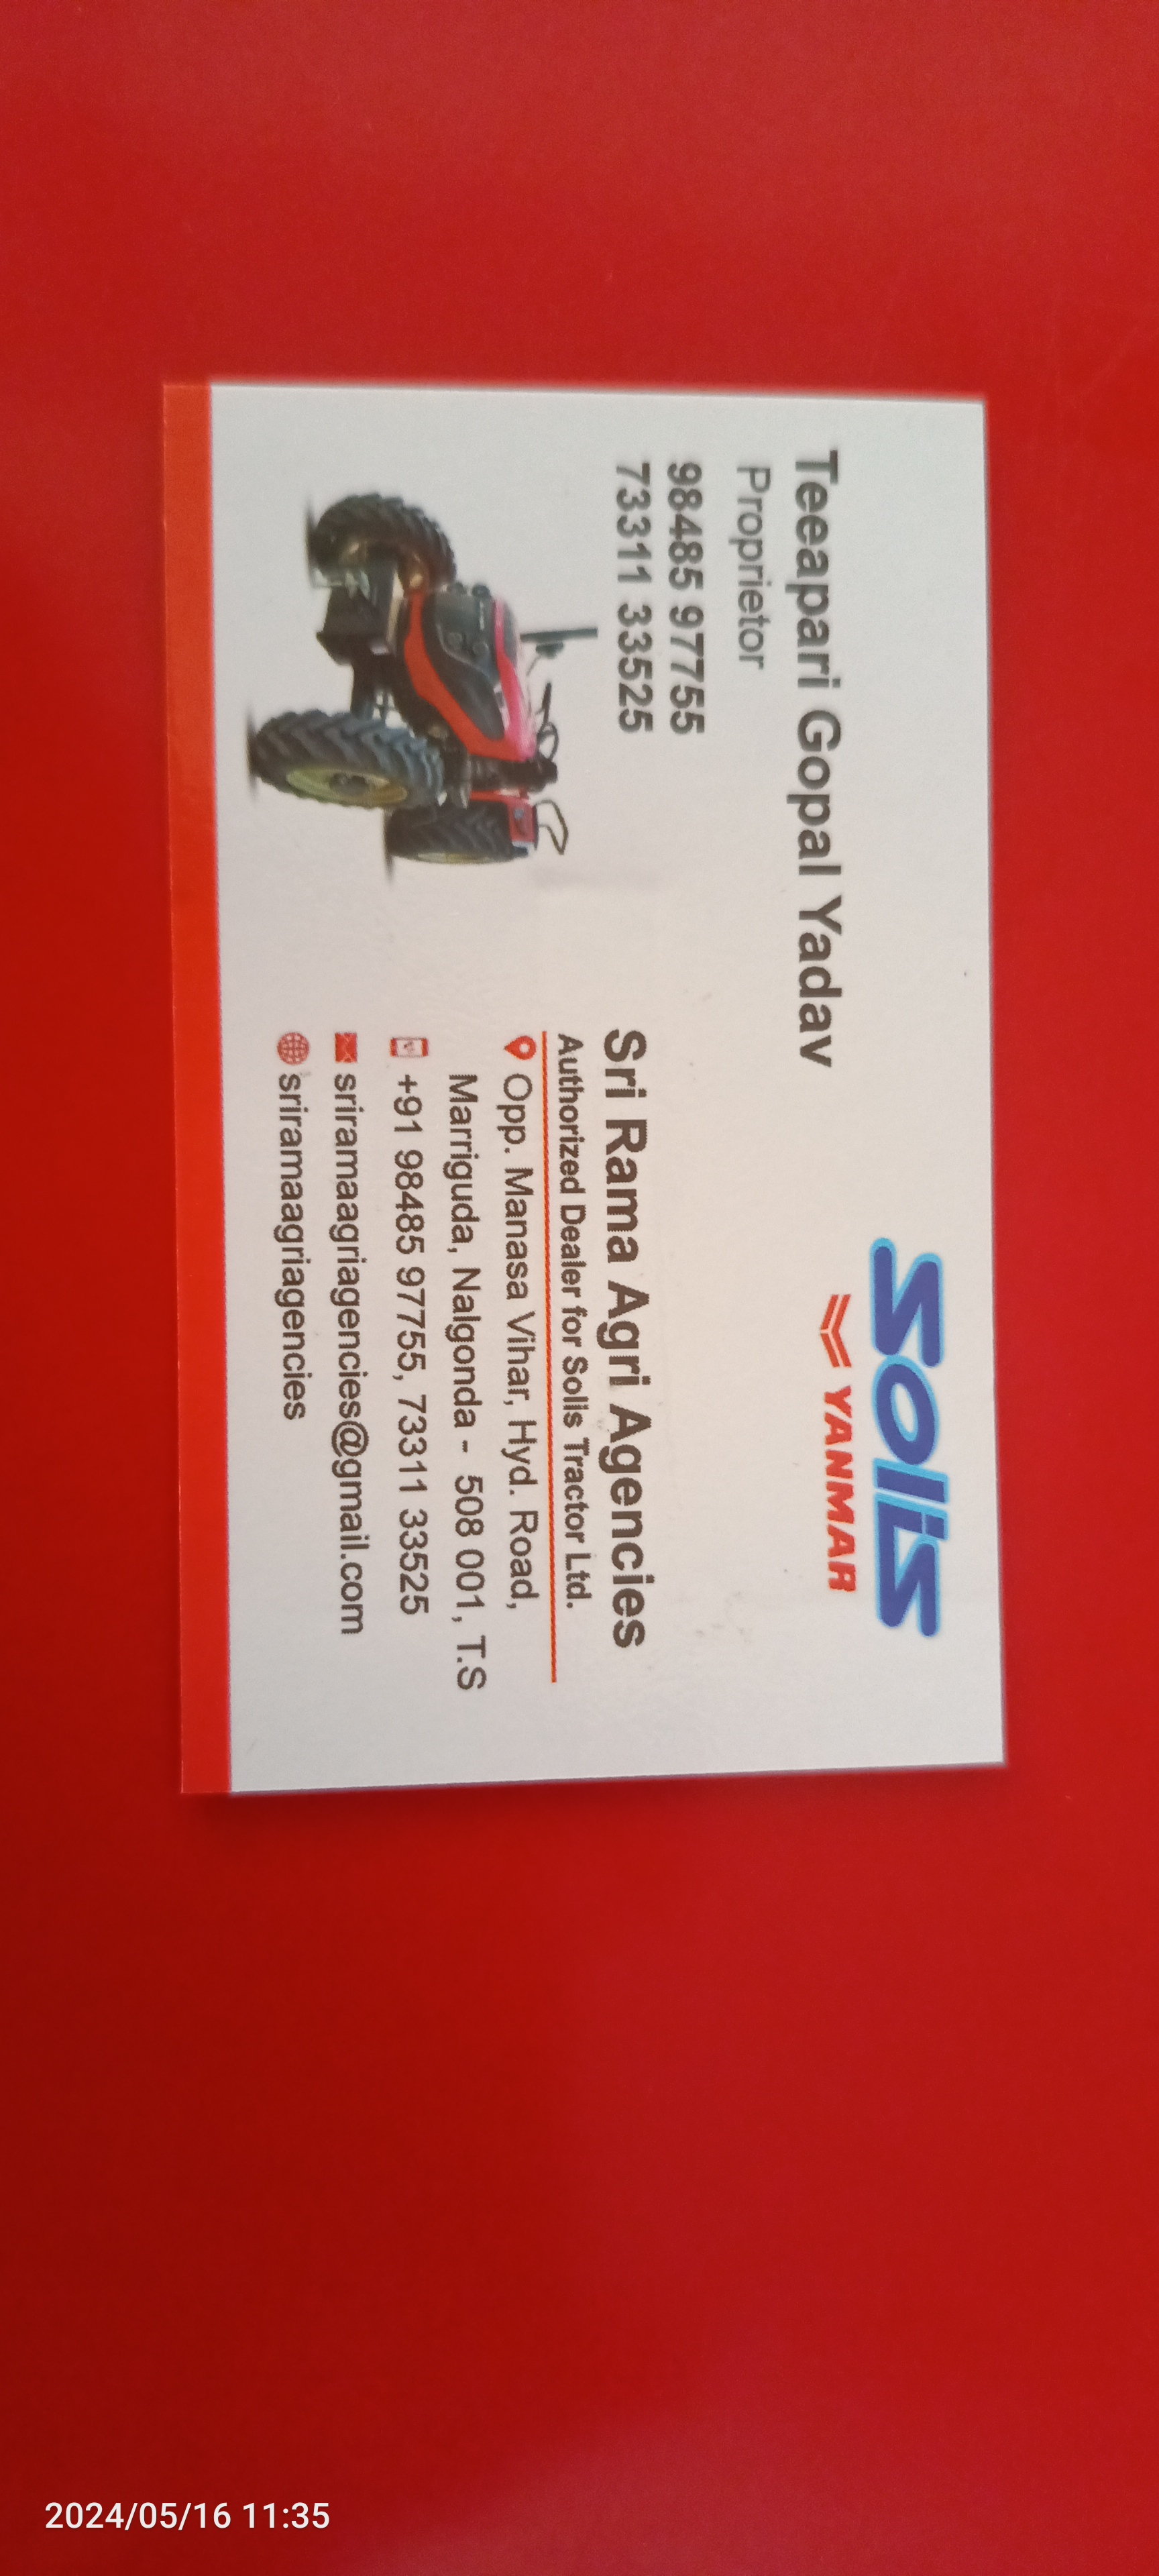 Solis
YANMAR
Teeapari Gopal Yadav
Proprietor
98485 97755
73311 33525
Sri Rama Agri Agencies
Authorized Dealer for Solis Tractor Ltd.
Opp. Manasa Vihar, Hyd. Road,
Marriguda, Nalgonda - 508 001, T.S
+91 98485 97755, 73311 33525
sriramaagriagencies@gmail.com
sriramaagriagencies
2024/05/16 11:35